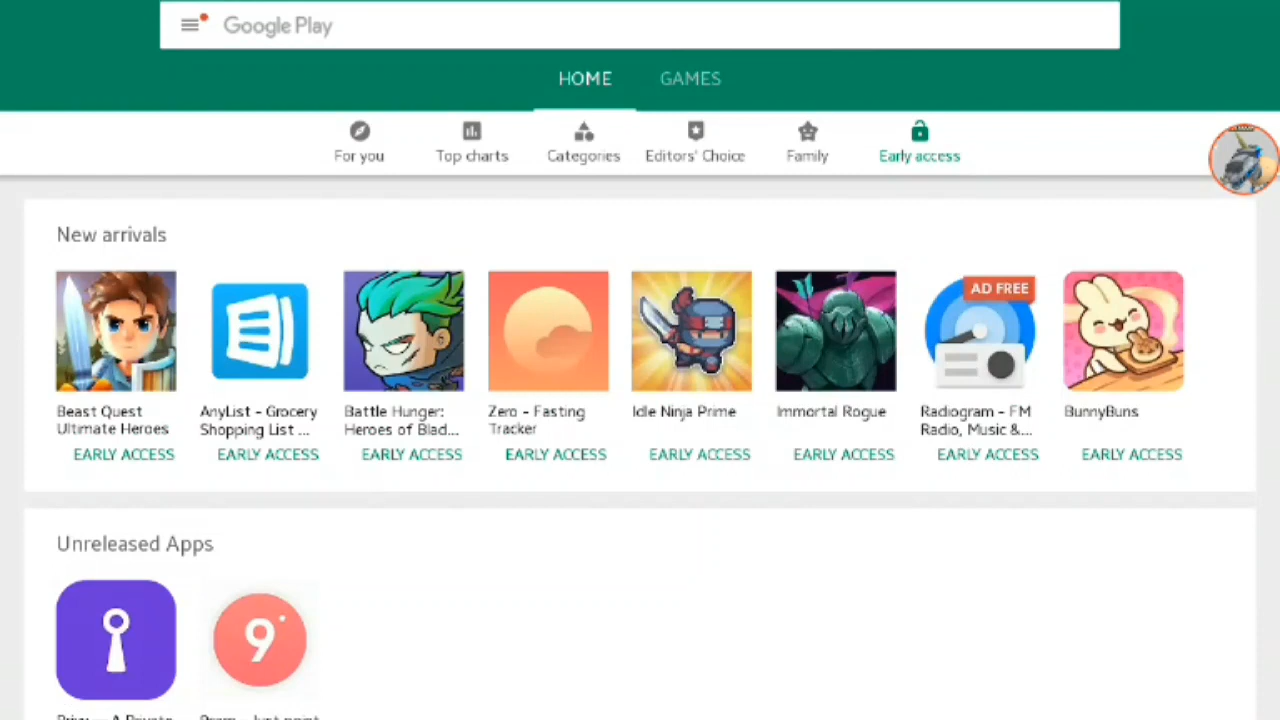 Google Play
HOME GAMES
For you Top charts Categories Editors' Choice Family Early access
New arrivals
AD FREE
Beast Quest AnyList - Grocery Battle Hunger: Zero - Fasting Idle Ninja Prime Immortal Rogue Radiogram - FM BunnyBuns
Ultimate Heroes Shopping List ... Heroes of Blad... Tracker Radio, Music &...
EARLY ACCESS EARLY ACCESS EARLY ACCESS EARLY ACCESS EARLY ACCESS EARLY ACCESS EARLY ACCESS EARLY ACCESS
Unreleased Apps
9